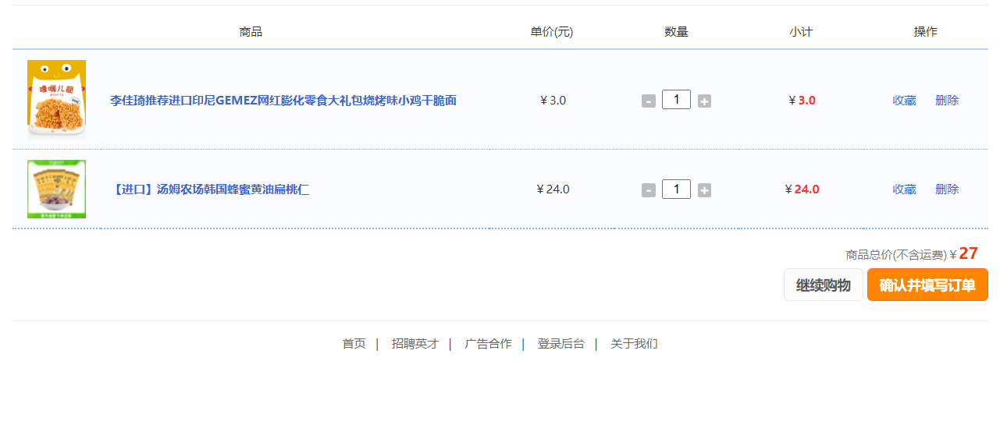 商品 单价(元) 数量 小计 操作
李佳琦推荐进口印尼GEMEZ网红膨化零食大礼包烧烤味小鸡干脆面 ￥3.0 - 1 + ￥3.0 收藏 删除
【进口】汤姆农场韩国蜂蜜黄油扁桃仁 ￥24.0 - 1 + ￥24.0 收藏 删除
商品总价(不含运费)￥27
继续购物 确认并填写订单
首页 | 招聘英才 | 广告合作 | 登录后台 | 关于我们